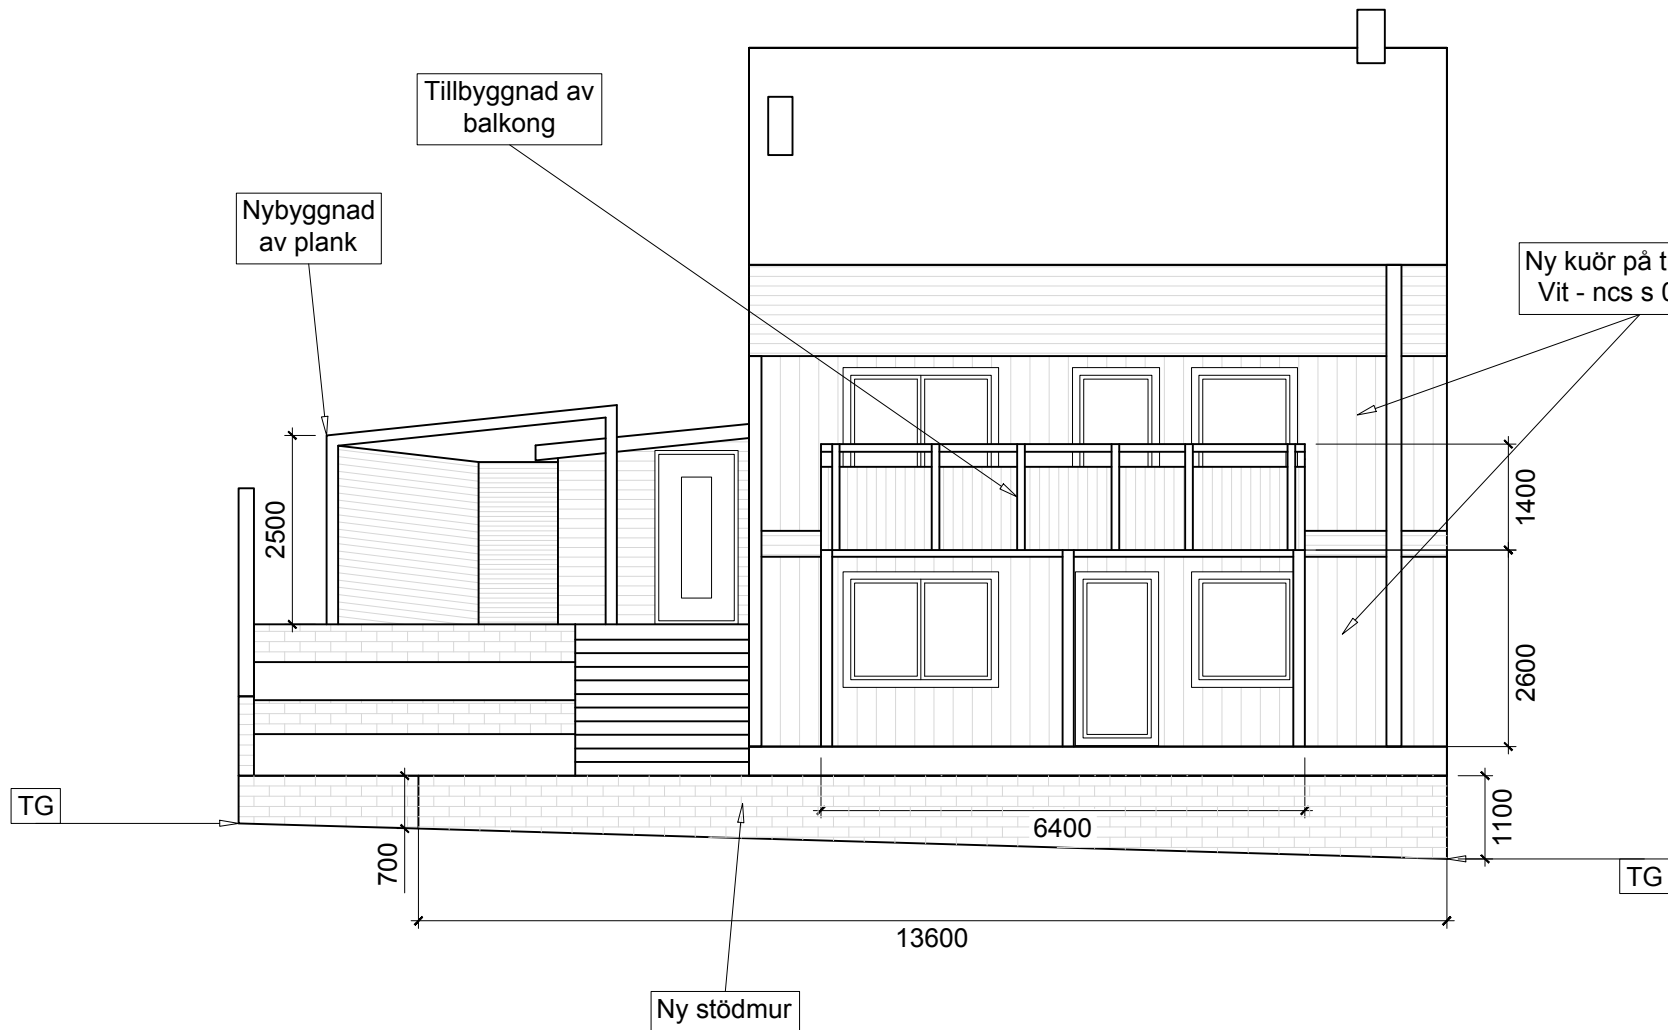 Tillbyggnad av
balkong
Nybyggnad
av plank
Ny kuör på
Vit - ncs s
2500
1400
2600
TG
700
6400
1100
TG
13600
Ny stödmur